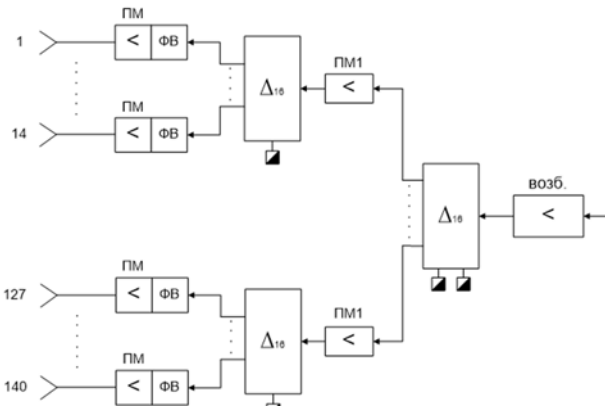 ПМ
1 < ФВ
Δ16
ПМ1
<
ПМ
14 < ФВ
возб.
Δ16 <
ПМ
127 < ФВ
Δ16
ПМ1
<
ПМ
140 < ФВ